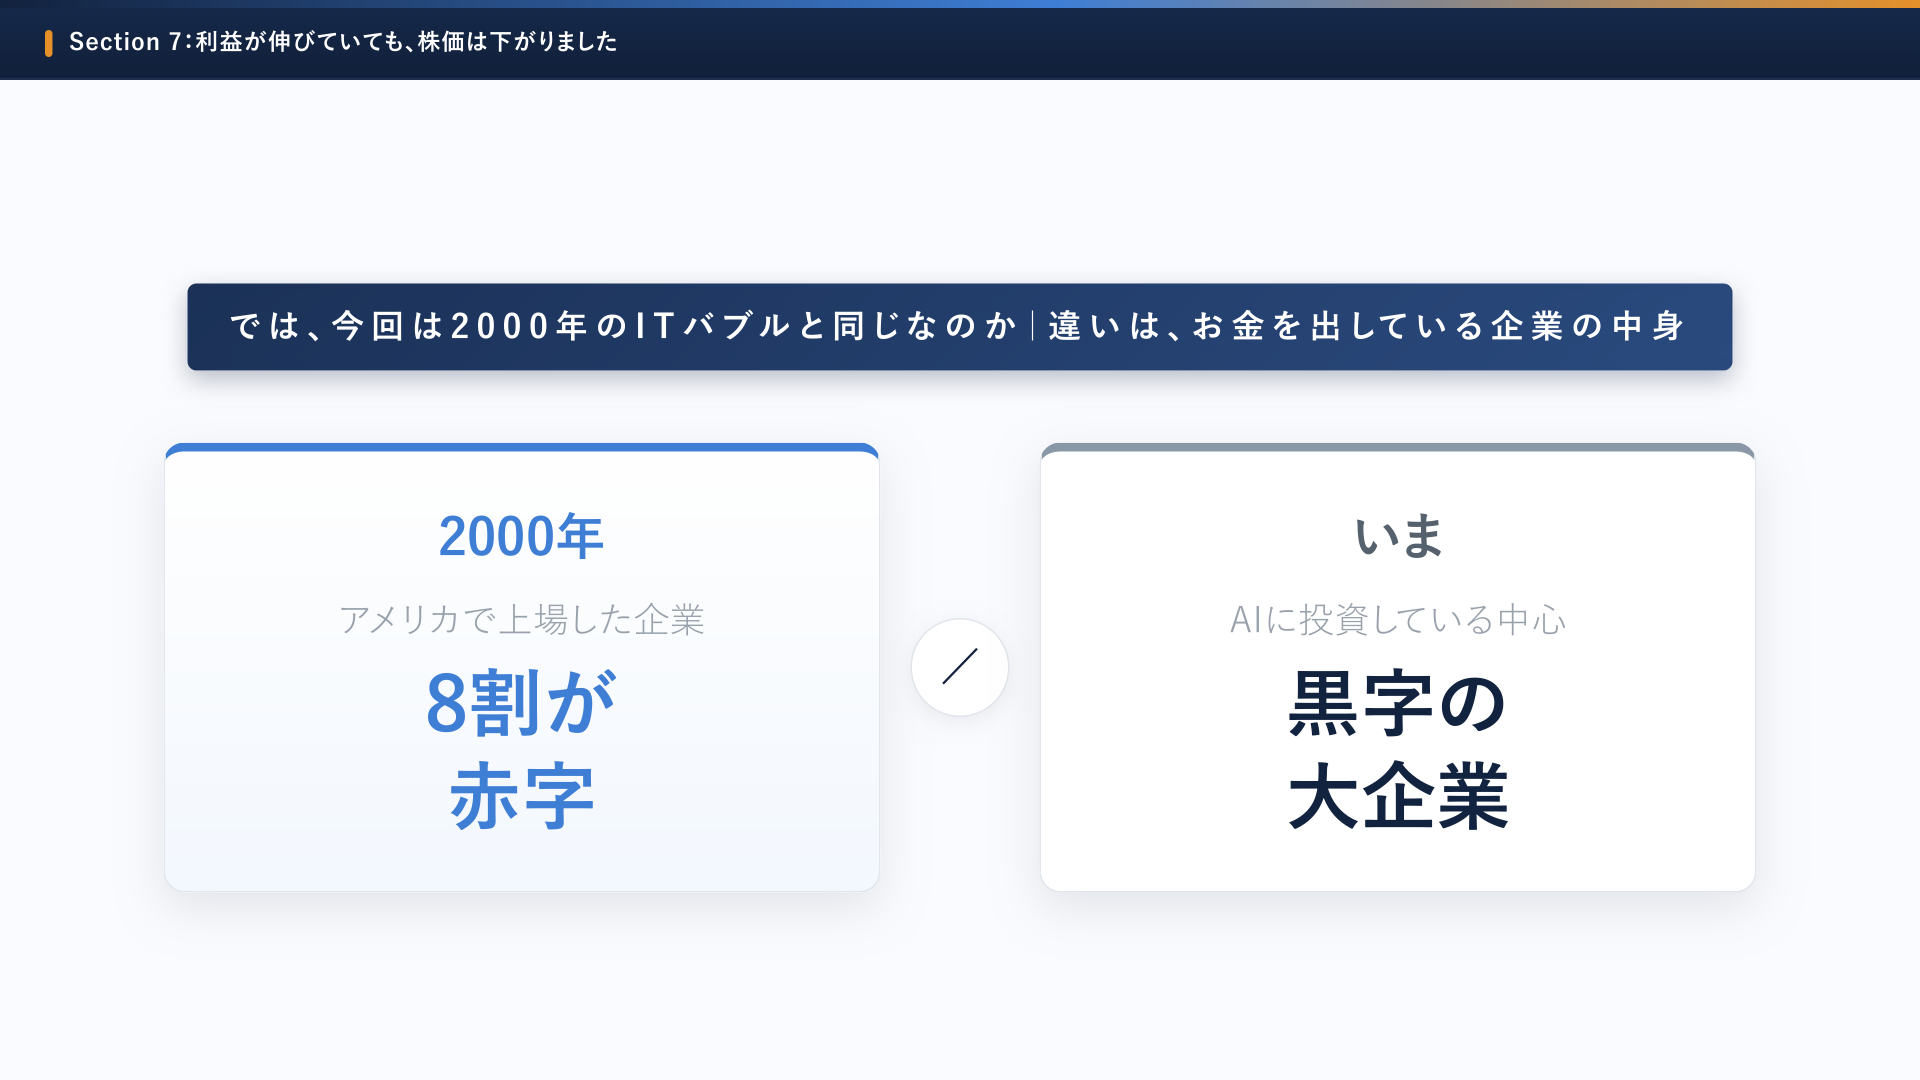 Section 7：利益が伸びていても、株価は下がりました
では、今回は2000年のITバブルと同じなのか｜違いは、お金を出している企業の中身
2000年
アメリカで上場した企業
8割が
赤字
／
いま
AIに投資している中心
黒字の
大企業